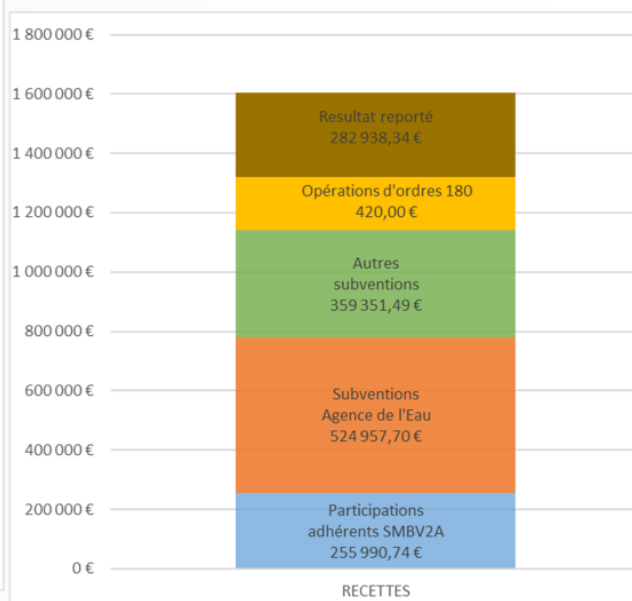 1 800 000 €
1 600 000 €
1 400 000 €
1 200 000 €
1 000 000 €
800 000 €
600 000 €
400 000 €
200 000 €
0 €
Resultat reporté
282 938,34 €
Opérations d'ordres 180
420,00 €
Autres
subventions
359 351,49 €
Subventions
Agence de l'Eau
524 957,70 €
Participations
adhérents SMBV2A
255 990,74 €
RECETTES